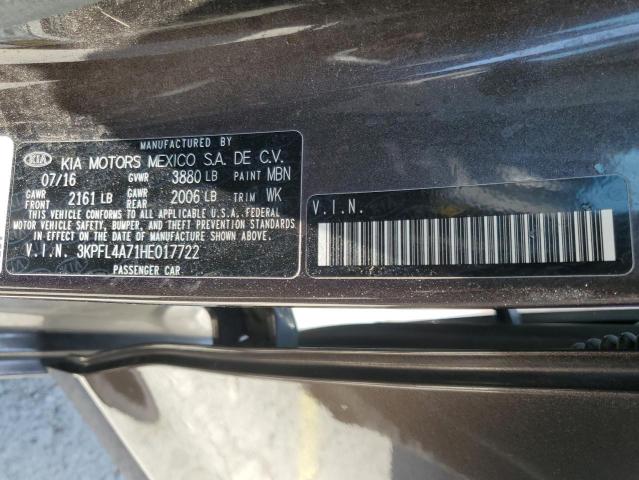 MANUFACTURED BY
KIA KIA MOTORS MEXICO S.A. DE C.V.
07/16 GVWR 3880 LB PAINT MBN
GAWR FRONT 2161 LB GAWR REAR 2006 LB TRIM WK
THIS VEHICLE CONFORMS TO ALL APPLICABLE U.S.A. FEDERAL
MOTOR VEHICLE SAFETY, BUMPER, AND THEFT PREVENTION STANDARDS
IN EFFECT ON THE DATE OF MANUFACTURE SHOWN ABOVE.
V.I.N. 3KPFL4A71HE017722
PASSENGER CAR
V.I.N.